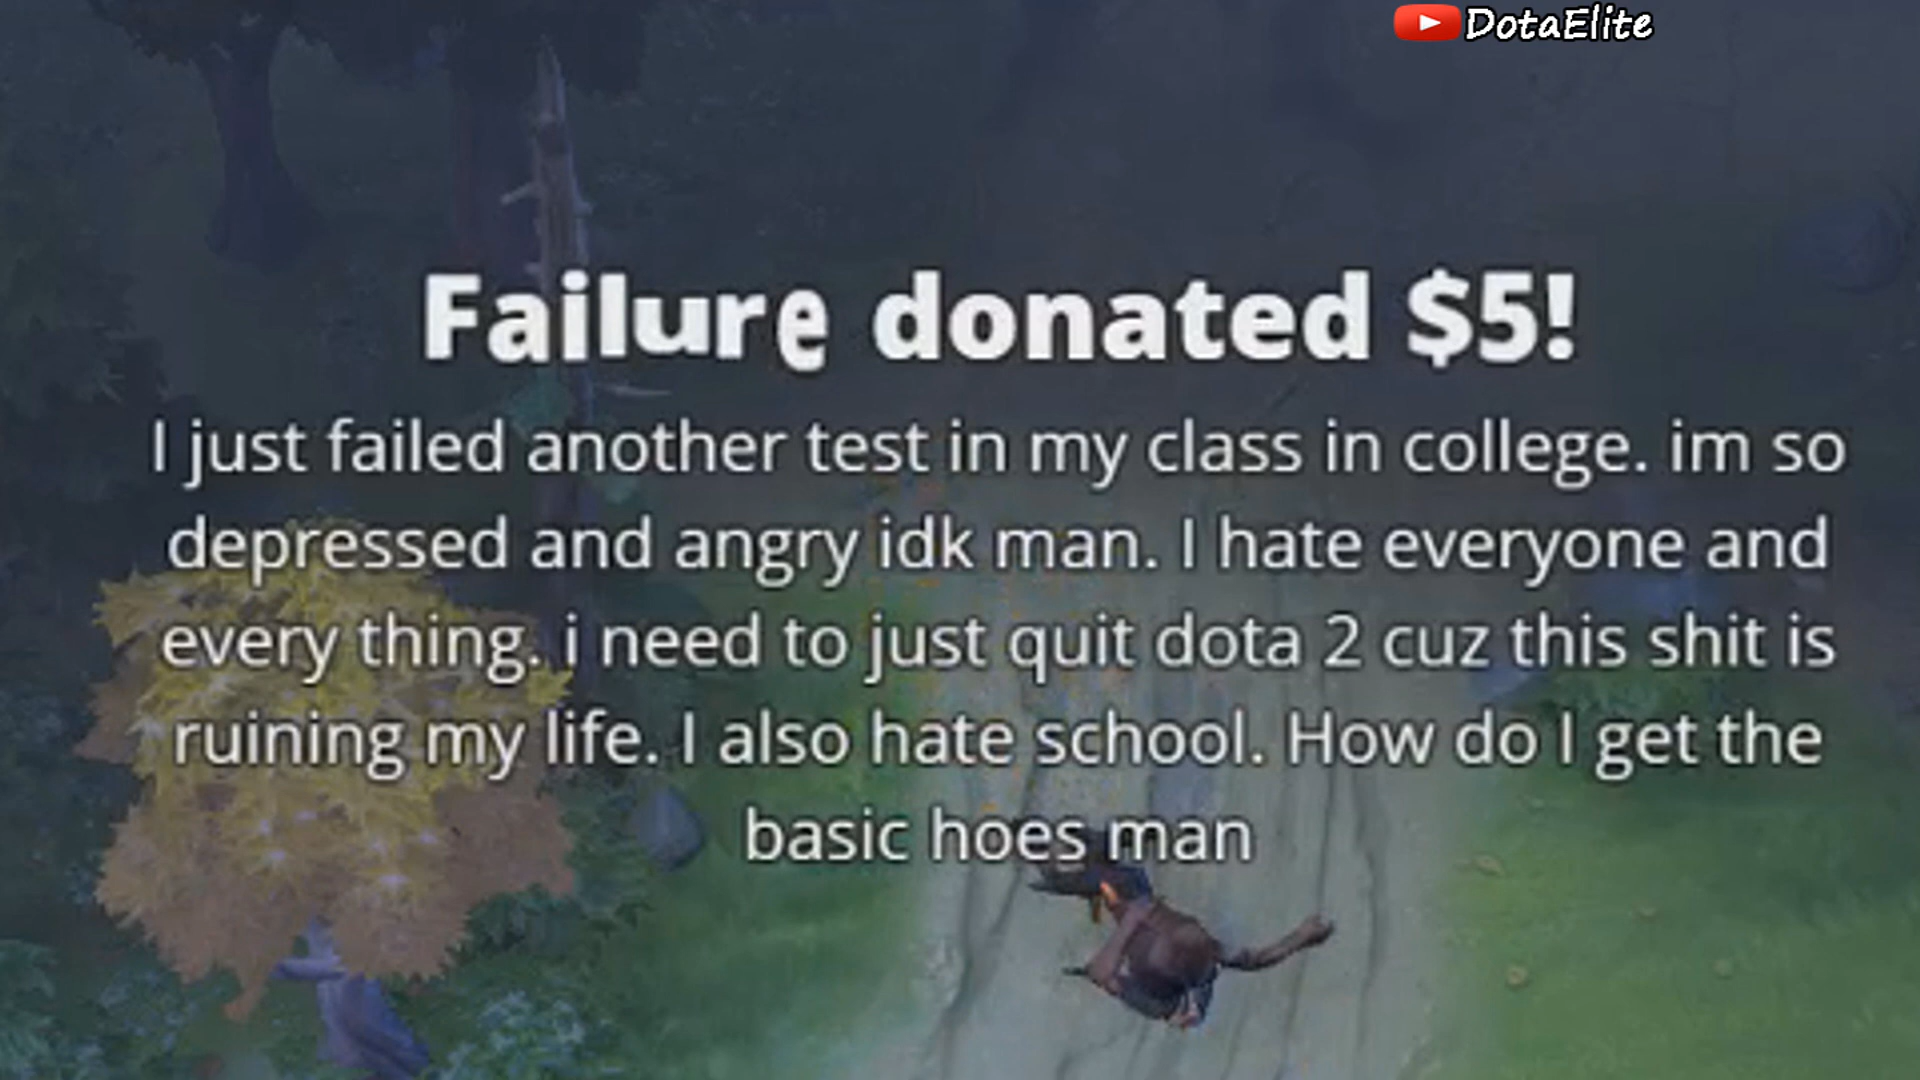 DotaElite
Failure donated $5!
I just failed another test in my class in college. im so
depressed and angry idk man. I hate everyone and
every thing. i need to just quit dota 2 cuz this shit is
ruining my life. I also hate school. How do I get the
basic hoes man